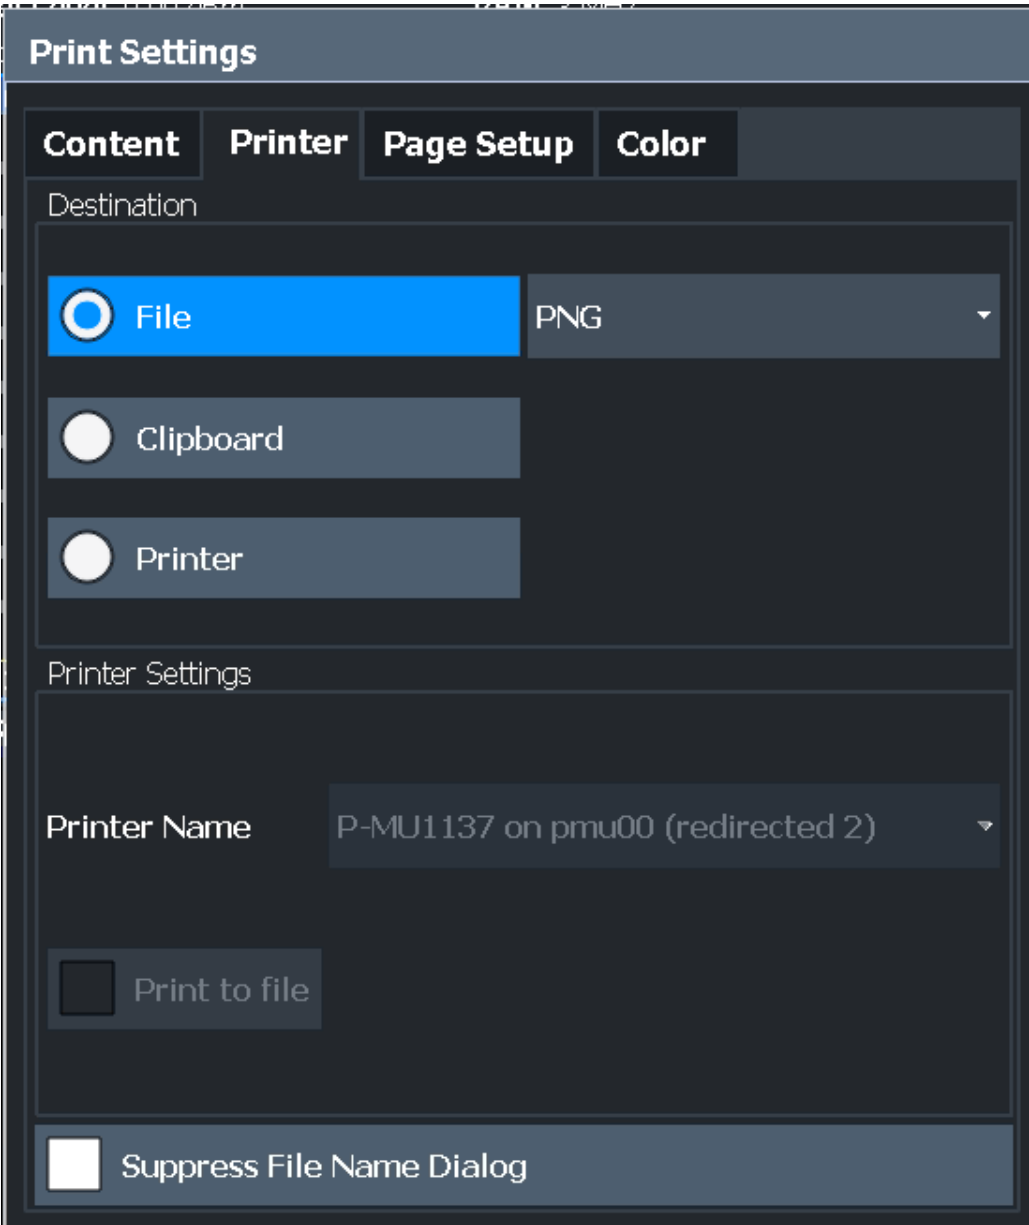 Print Settings
Content Printer Page Setup Color
Destination
File PNG
Clipboard
Printer
Printer Settings
Printer Name P-MU1137 on pmu00 (redirected 2)
Print to file
Suppress File Name Dialog